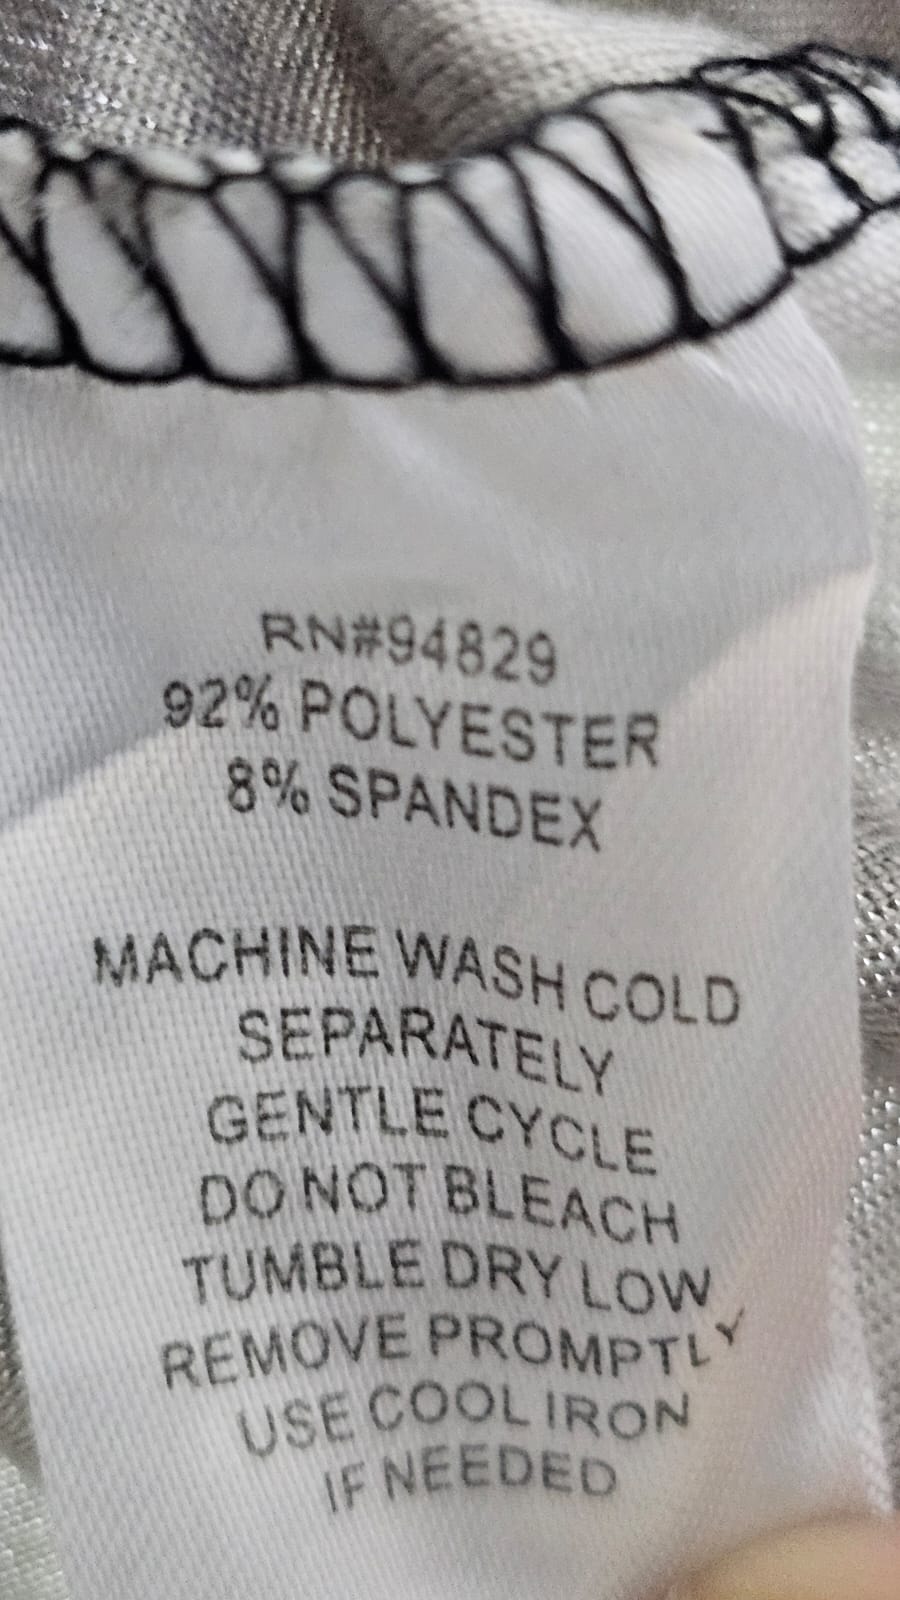 RN#94829
92% POLYESTER
8% SPANDEX
MACHINE WASH COLD
SEPARATELY
GENTLE CYCLE
DO NOT BLEACH
TUMBLE DRY LOW
REMOVE PROMPTLY
USE COOL IRON
IF NEEDED